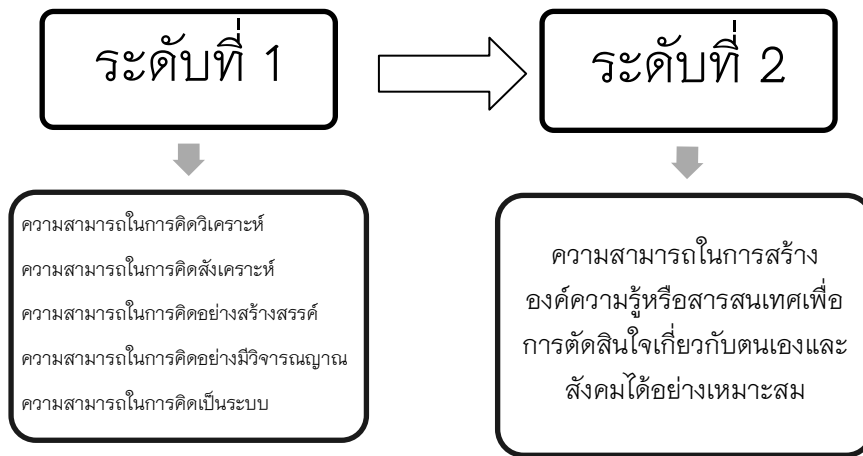 ระดับที่ 1
ระดับที่ 2
ความสามารถในการคิดวิเคราะห์
ความสามารถในการคิดสังเคราะห์
ความสามารถในการคิดอย่างสร้างสรรค์
ความสามารถในการคิดอย่างมีวิจารณญาณ
ความสามารถในการคิดเป็นระบบ
ความสามารถในการสร้าง
องค์ความรู้หรือสารสนเทศเพื่อ
การตัดสินใจเกี่ยวกับตนเองและ
สังคมได้อย่างเหมาะสม